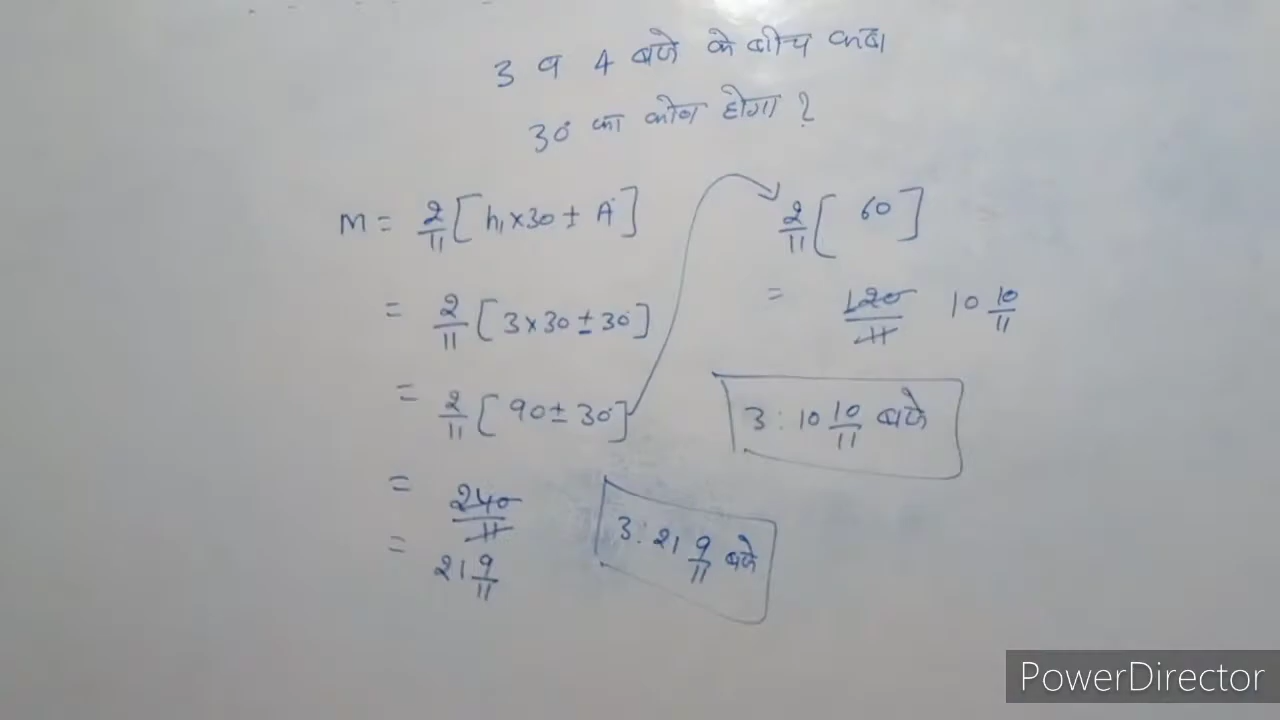 3 व 4 बजे के बीच कब
30° का कोण होगा ?
M = 2/11 [ h₁ × 30 ± A° ]
= 2/11 [ 3 × 30 ± 30° ]
= 2/11 [ 90 ± 30° ]
= 240/11
= 21 9/11
3 : 21 9/11 बजे
2/11 [ 60 ]
= 120/11 10 10/11
3 : 10 10/11 बजे
PowerDirector